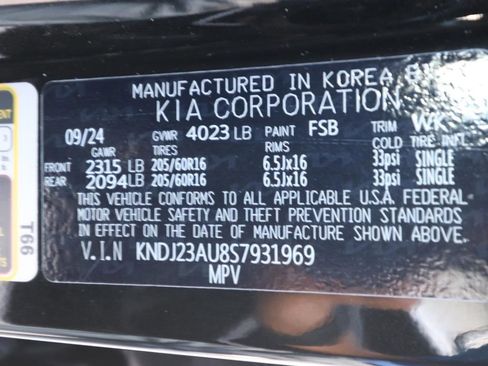 MANUFACTURED IN KOREA
KIA CORPORATION
09/24 GVWR 4023 LB PAINT FSB TRIM WK
GAWR TIRES RIMS COLD TIRE INFL.
FRONT 2315 LB 205/60R16 6.5Jx16 33psi SINGLE
REAR 2094 LB 205/60R16 6.5Jx16 33psi SINGLE
THIS VEHICLE CONFORMS TO ALL APPLICABLE U.S.A. FEDERAL
MOTOR VEHICLE SAFETY AND THEFT PREVENTION STANDARDS
IN EFFECT ON THE DATE OF MANUFACTURE SHOWN ABOVE.
V.I.N KNDJ23AU8S7931969
MPV
T66